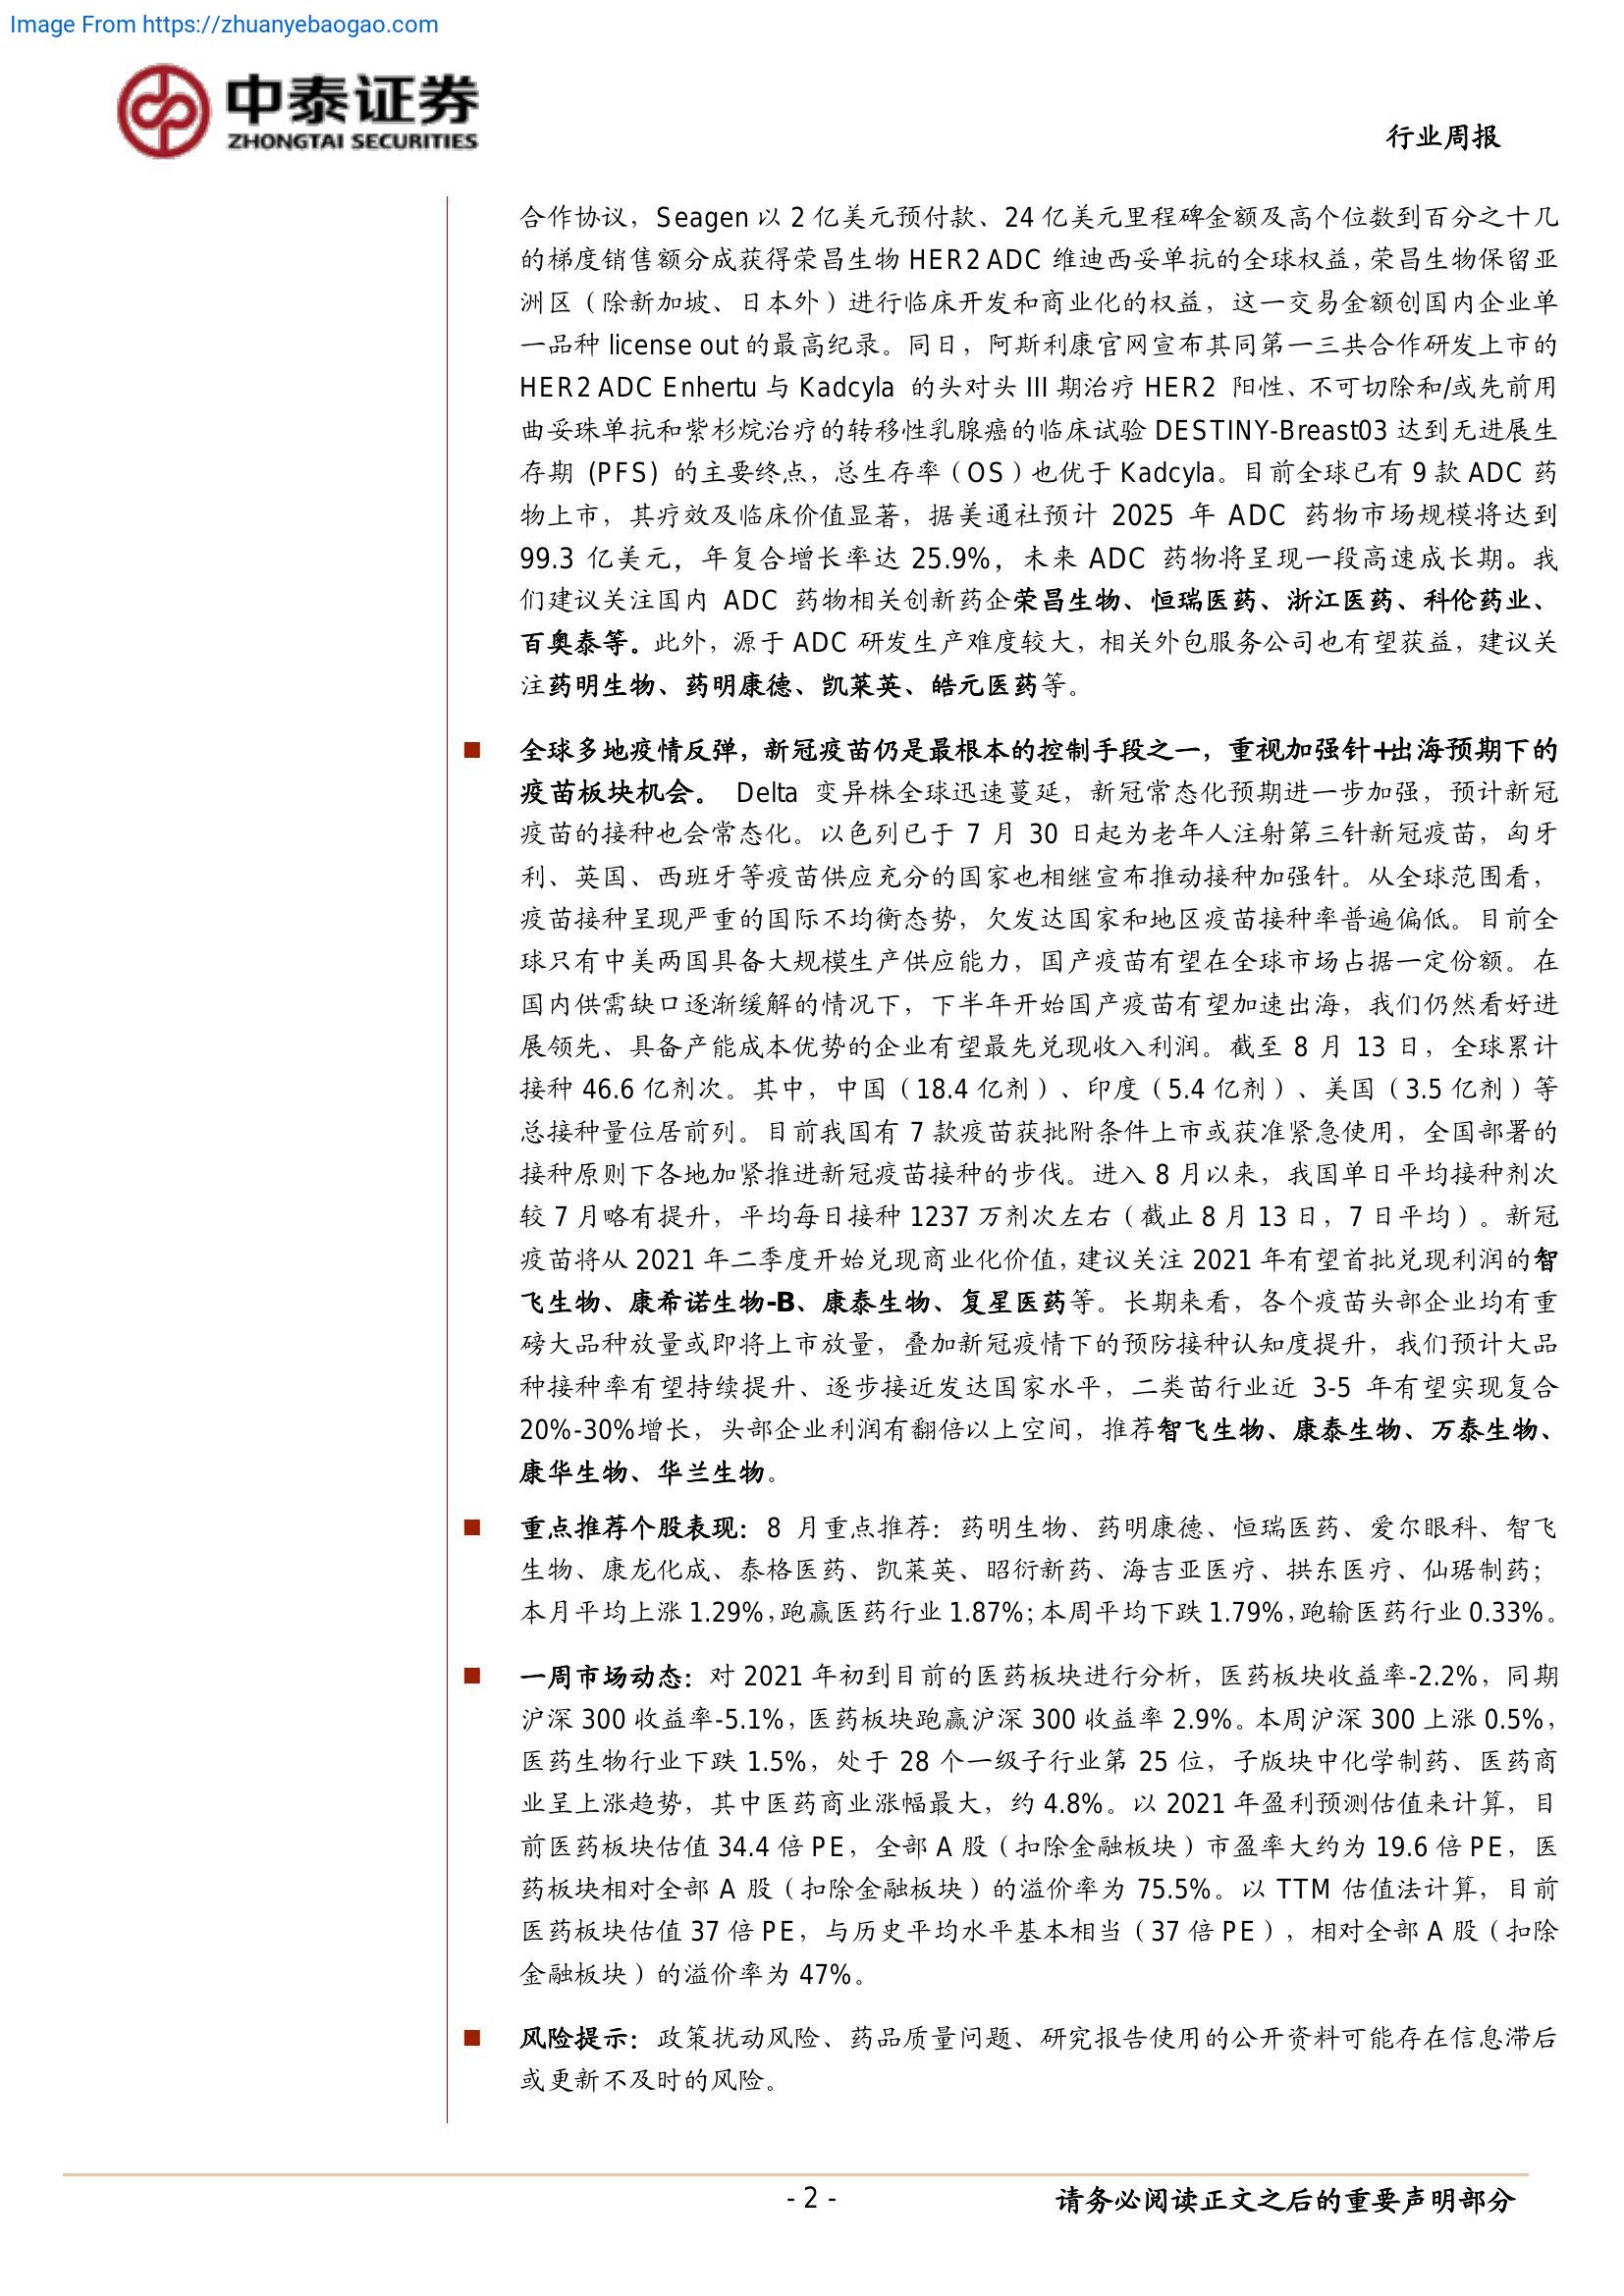 Image From https://zhuanyebaogao.com
中泰证券
ZHONGTAI SECURITIES
行业周报
合作协议，Seagen 以 2 亿美元预付款、24 亿美元里程碑金额及高个位数到百分之十几
的梯度销售额分成获得荣昌生物 HER2 ADC 维迪西妥单抗的全球权益，荣昌生物保留亚
洲区（除新加坡、日本外）进行临床开发和商业化的权益，这一交易金额创国内企业单
一品种 license out 的最高纪录。同日，阿斯利康官网宣布其同第一三共合作研发上市的
HER2 ADC Enhertu 与 Kadcyla 的头对头 III 期治疗 HER2 阳性、不可切除和/或先前用
曲妥珠单抗和紫杉烷治疗的转移性乳腺癌的临床试验 DESTINY-Breast03 达到无进展生
存期 (PFS) 的主要终点，总生存率（OS）也优于 Kadcyla。目前全球已有 9 款 ADC 药
物上市，其疗效及临床价值显著，据美通社预计 2025 年 ADC 药物市场规模将达到
99.3 亿美元，年复合增长率达 25.9%，未来 ADC 药物将呈现一段高速成长期。我
们建议关注国内 ADC 药物相关创新药企荣昌生物、恒瑞医药、浙江医药、科伦药业、
百奥泰等。此外，源于 ADC 研发生产难度较大，相关外包服务公司也有望获益，建议关
注药明生物、药明康德、凯莱英、皓元医药等。
■ 全球多地疫情反弹，新冠疫苗仍是最根本的控制手段之一，重视加强针+出海预期下的
疫苗板块机会。 Delta 变异株全球迅速蔓延，新冠常态化预期进一步加强，预计新冠
疫苗的接种也会常态化。以色列已于 7 月 30 日起为老年人注射第三针新冠疫苗，匈牙
利、英国、西班牙等疫苗供应充分的国家也相继宣布推动接种加强针。从全球范围看，
疫苗接种呈现严重的国际不均衡态势，欠发达国家和地区疫苗接种率普遍偏低。目前全
球只有中美两国具备大规模生产供应能力，国产疫苗有望在全球市场占据一定份额。在
国内供需缺口逐渐缓解的情况下，下半年开始国产疫苗有望加速出海，我们仍然看好进
展领先、具备产能成本优势的企业有望最先兑现收入利润。截至 8 月 13 日，全球累计
接种 46.6 亿剂次。其中，中国（18.4 亿剂）、印度（5.4 亿剂）、美国（3.5 亿剂）等
总接种量位居前列。目前我国有 7 款疫苗获批附条件上市或获准紧急使用，全国部署的
接种原则下各地加紧推进新冠疫苗接种的步伐。进入 8 月以来，我国单日平均接种剂次
较 7 月略有提升，平均每日接种 1237 万剂次左右（截止 8 月 13 日，7 日平均）。新冠
疫苗将从 2021 年二季度开始兑现商业化价值，建议关注 2021 年有望首批兑现利润的智
飞生物、康希诺生物-B、康泰生物、复星医药等。长期来看，各个疫苗头部企业均有重
磅大品种放量或即将上市放量，叠加新冠疫情下的预防接种认知度提升，我们预计大品
种接种率有望持续提升、逐步接近发达国家水平，二类苗行业近 3-5 年有望实现复合
20%-30%增长，头部企业利润有翻倍以上空间，推荐智飞生物、康泰生物、万泰生物、
康华生物、华兰生物。
■ 重点推荐个股表现：8 月重点推荐：药明生物、药明康德、恒瑞医药、爱尔眼科、智飞
生物、康龙化成、泰格医药、凯莱英、昭衍新药、海吉亚医疗、拱东医疗、仙琚制药；
本月平均上涨 1.29%，跑赢医药行业 1.87%；本周平均下跌 1.79%，跑输医药行业 0.33%。
■ 一周市场动态：对 2021 年初到目前的医药板块进行分析，医药板块收益率-2.2%，同期
沪深 300 收益率-5.1%，医药板块跑赢沪深 300 收益率 2.9%。本周沪深 300 上涨 0.5%，
医药生物行业下跌 1.5%，处于 28 个一级子行业第 25 位，子版块中化学制药、医药商
业呈上涨趋势，其中医药商业涨幅最大，约 4.8%。以 2021 年盈利预测估值来计算，目
前医药板块估值 34.4 倍 PE，全部 A 股（扣除金融板块）市盈率大约为 19.6 倍 PE，医
药板块相对全部 A 股（扣除金融板块）的溢价率为 75.5%。以 TTM 估值法计算，目前
医药板块估值 37 倍 PE，与历史平均水平基本相当（37 倍 PE），相对全部 A 股（扣除
金融板块）的溢价率为 47%。
■ 风险提示：政策扰动风险、药品质量问题、研究报告使用的公开资料可能存在信息滞后
或更新不及时的风险。
- 2 -
请务必阅读正文之后的重要声明部分